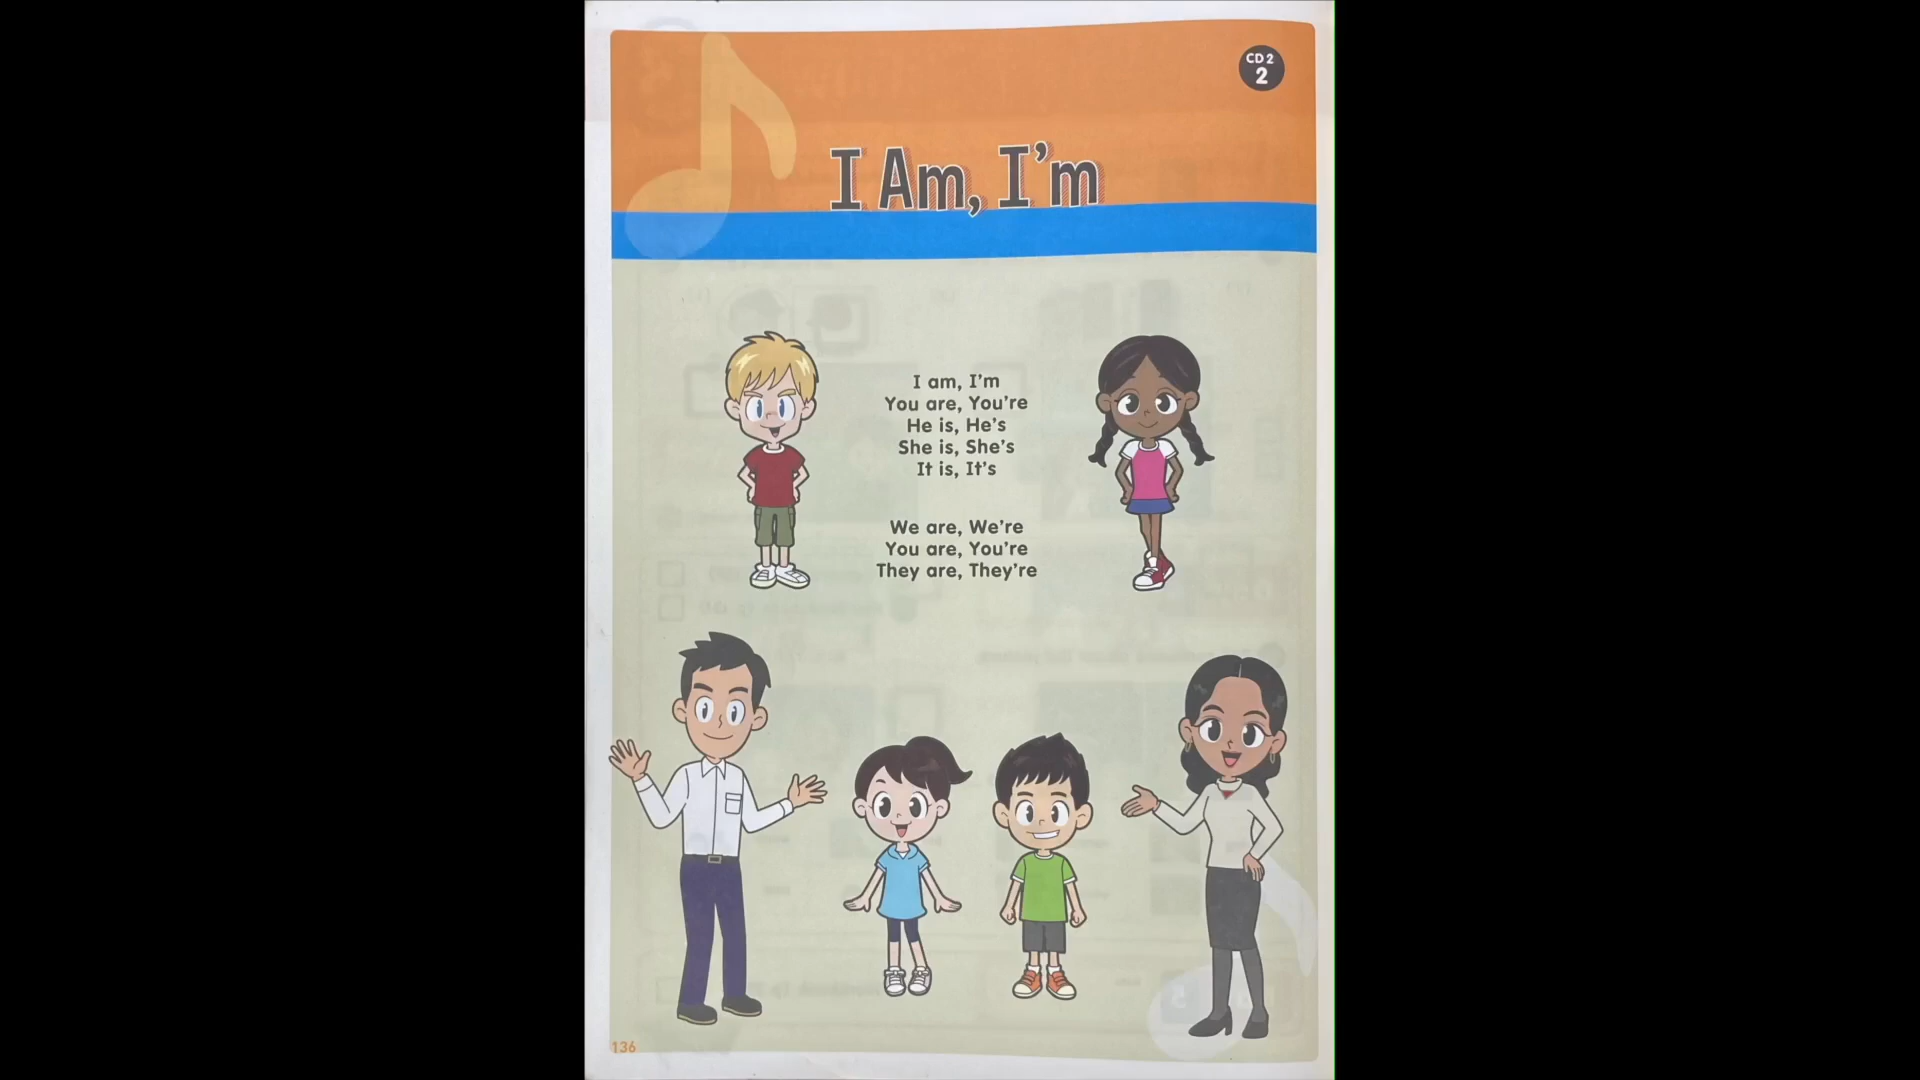 CD 2
2
I Am, I'm
I am, I'm
You are, You're
He is, He's
She is, She's
It is, It's
We are, We're
You are, You're
They are, They're
136